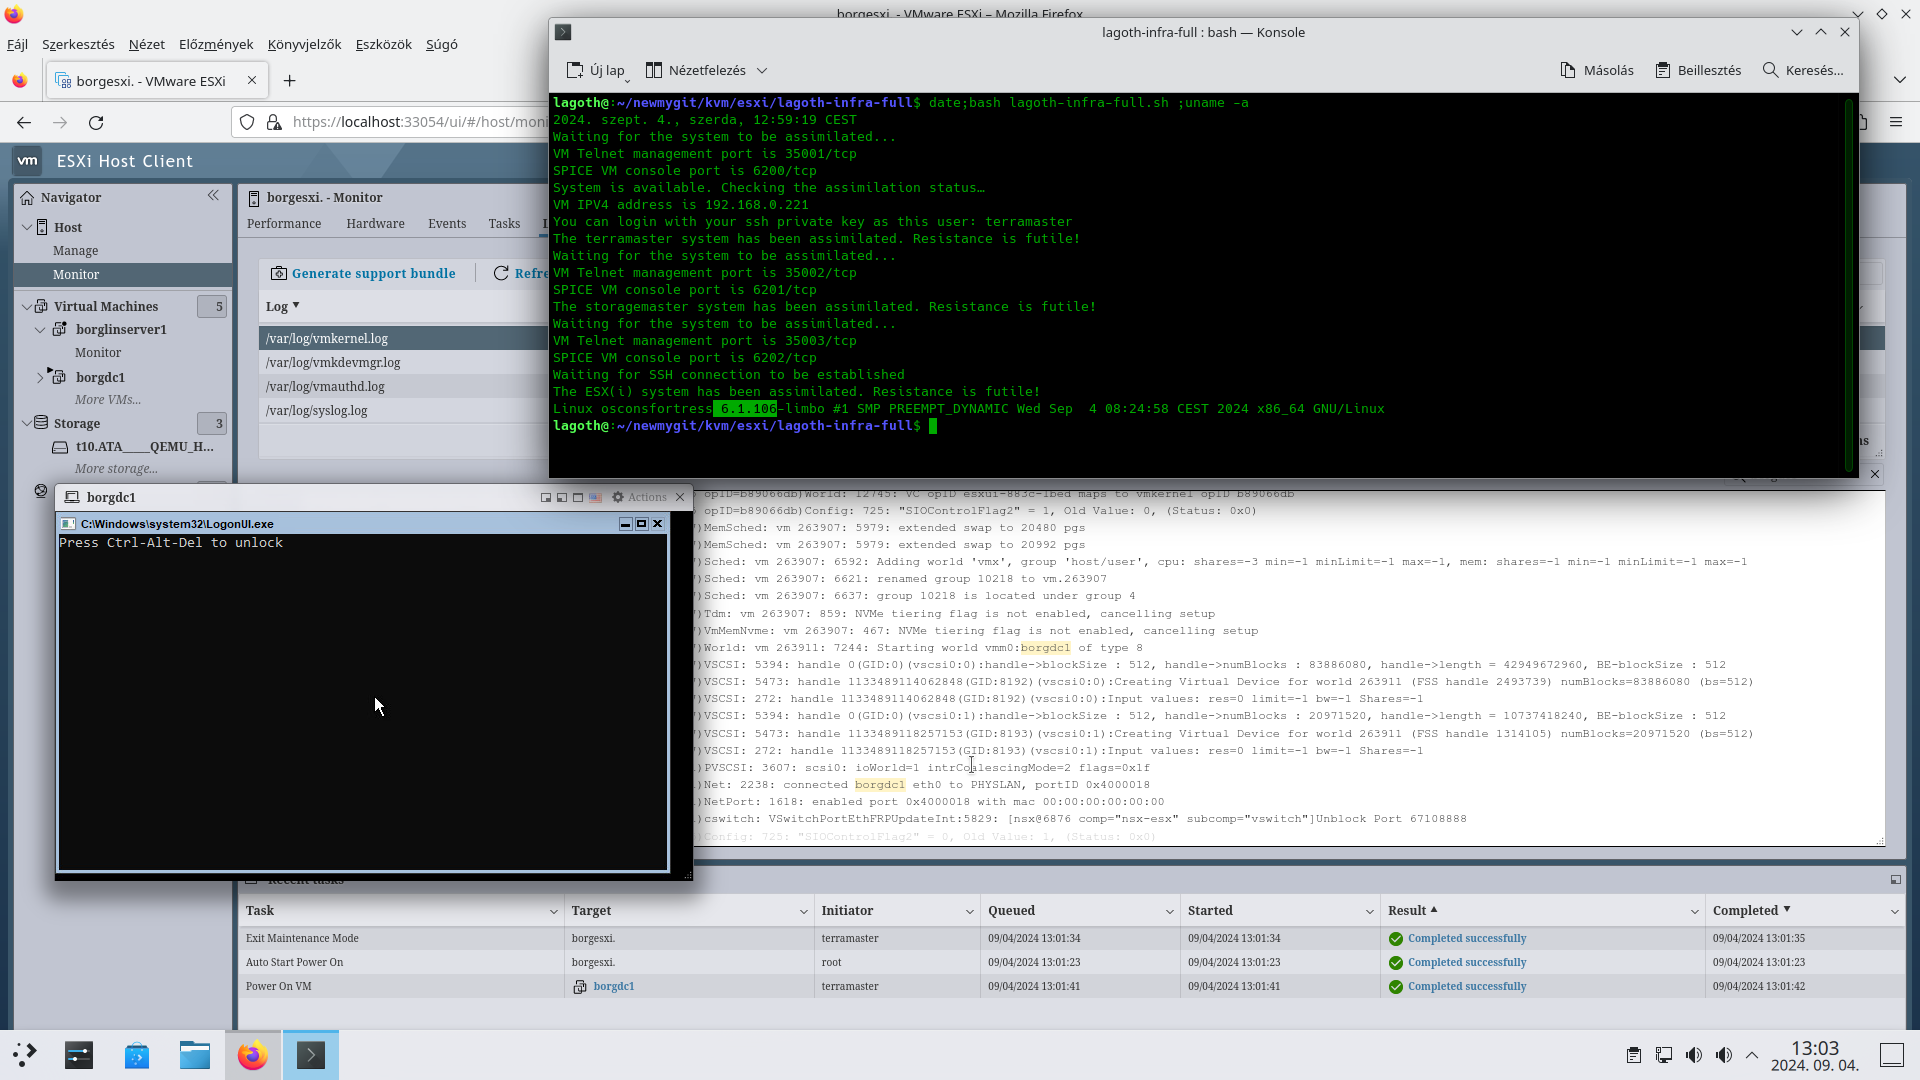 borgesxi. - VMware ESXi – Mozilla Firefox
Fájl Szerkesztés Nézet Előzmények Könyvjelzők Eszközök Súgó
borgesxi. - VMware ESXi
https://localhost:33054/ui/#/host/moni
vm ESXi Host Client
Navigator
Host
Manage
Monitor
Virtual Machines 5
borglinserver1
Monitor
borgdc1
More VMs...
Storage 3
t10.ATA_____QEMU_H...
More storage...
borgesxi. - Monitor
Performance Hardware Events Tasks
Generate support bundle Refre
Log
/var/log/vmkernel.log
/var/log/vmkdevmgr.log
/var/log/vmauthd.log
/var/log/syslog.log
lagoth-infra-full : bash — Konsole
Új lap Nézetfelezés Másolás Beillesztés Keresés...
lagoth@:~/newmygit/kvm/esxi/lagoth-infra-full$ date;bash lagoth-infra-full.sh ;uname -a
2024. szept. 4., szerda, 12:59:19 CEST
Waiting for the system to be assimilated...
VM Telnet management port is 35001/tcp
SPICE VM console port is 6200/tcp
System is available. Checking the assimilation status…
VM IPV4 address is 192.168.0.221
You can login with your ssh private key as this user: terramaster
The terramaster system has been assimilated. Resistance is futile!
Waiting for the system to be assimilated...
VM Telnet management port is 35002/tcp
SPICE VM console port is 6201/tcp
The storagemaster system has been assimilated. Resistance is futile!
Waiting for the system to be assimilated...
VM Telnet management port is 35003/tcp
SPICE VM console port is 6202/tcp
Waiting for SSH connection to be established
The ESX(i) system has been assimilated. Resistance is futile!
Linux osconsfortress 6.1.106-limbo #1 SMP PREEMPT_DYNAMIC Wed Sep  4 08:24:58 CEST 2024 x86_64 GNU/Linux
lagoth@:~/newmygit/kvm/esxi/lagoth-infra-full$
borgdc1 Actions
C:\Windows\system32\LogonUI.exe
Press Ctrl-Alt-Del to unlock
opID=b89066db)World: 12745: VC opID esxui-883c-1bed maps to vmkernel opID b89066db
opID=b89066db)Config: 725: "SIOControlFlag2" = 1, Old Value: 0, (Status: 0x0)
)MemSched: vm 263907: 5979: extended swap to 20480 pgs
)MemSched: vm 263907: 5979: extended swap to 20992 pgs
)Sched: vm 263907: 6592: Adding world 'vmx', group 'host/user', cpu: shares=-3 min=-1 minLimit=-1 max=-1, mem: shares=-1 min=-1 minLimit=-1 max=-1
)Sched: vm 263907: 6621: renamed group 10218 to vm.263907
)Sched: vm 263907: 6637: group 10218 is located under group 4
)Tdm: vm 263907: 859: NVMe tiering flag is not enabled, cancelling setup
)VmMemNvme: vm 263907: 467: NVMe tiering flag is not enabled, cancelling setup
)World: vm 263911: 7244: Starting world vmm0:borgdc1 of type 8
)VSCSI: 5394: handle 0(GID:0)(vscsi0:0):handle->blockSize : 512, handle->numBlocks : 83886080, handle->length = 42949672960, BE-blockSize : 512
)VSCSI: 5473: handle 1133489114062848(GID:8192)(vscsi0:0):Creating Virtual Device for world 263911 (FSS handle 2493739) numBlocks=83886080 (bs=512)
)VSCSI: 272: handle 1133489114062848(GID:8192)(vscsi0:0):Input values: res=0 limit=-1 bw=-1 Shares=-1
)VSCSI: 5394: handle 0(GID:0)(vscsi0:1):handle->blockSize : 512, handle->numBlocks : 20971520, handle->length = 10737418240, BE-blockSize : 512
)VSCSI: 5473: handle 1133489118257153(GID:8193)(vscsi0:1):Creating Virtual Device for world 263911 (FSS handle 1314105) numBlocks=20971520 (bs=512)
)VSCSI: 272: handle 1133489118257153(GID:8193)(vscsi0:1):Input values: res=0 limit=-1 bw=-1 Shares=-1
)PVSCSI: 3607: scsi0: ioWorld=1 intrCoalescingMode=2 flags=0x1f
)Net: 2238: connected borgdc1 eth0 to PHYSLAN, portID 0x4000018
)NetPort: 1618: enabled port 0x4000018 with mac 00:00:00:00:00:00
)cswitch: VSwitchPortEthFRPUpdateInt:5829: [nsx@6876 comp="nsx-esx" subcomp="vswitch"]Unblock Port 67108888
)Config: 725: "SIOControlFlag2" = 0, Old Value: 1, (Status: 0x0)
Recent tasks
Task Target Initiator Queued Started Result Completed
Exit Maintenance Mode borgesxi. terramaster 09/04/2024 13:01:34 09/04/2024 13:01:34 Completed successfully 09/04/2024 13:01:35
Auto Start Power On borgesxi. root 09/04/2024 13:01:23 09/04/2024 13:01:23 Completed successfully 09/04/2024 13:01:23
Power On VM borgdc1 terramaster 09/04/2024 13:01:41 09/04/2024 13:01:41 Completed successfully 09/04/2024 13:01:42
13:03
2024. 09. 04.